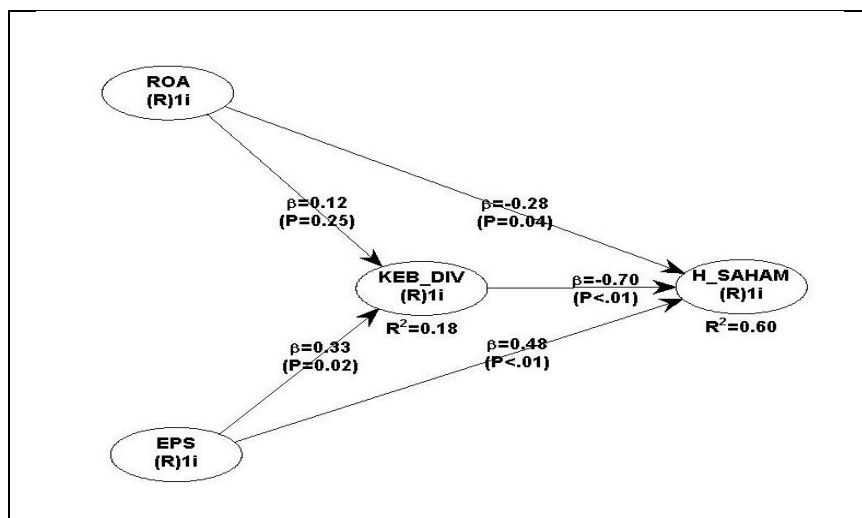 ROA
(R)1i
β=0.12
(P=0.25)
β=-0.28
(P=0.04)
KEB_DIV
(R)1i
R²=0.18
β=-0.70
(P<.01)
H_SAHAM
(R)1i
R²=0.60
β=0.33
(P=0.02)
β=0.48
(P<.01)
EPS
(R)1i